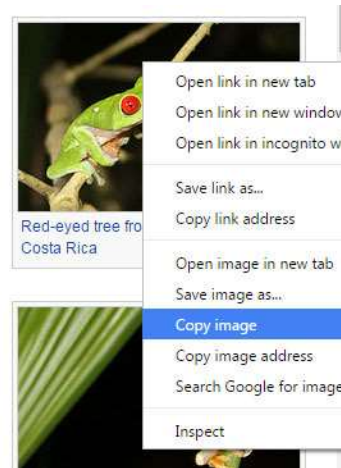 Open link in new tab
Open link in new window
Open link in incognito w
Save link as...
Copy link address
Red-eyed tree fro
Costa Rica
Open image in new tab
Save image as...
Copy image
Copy image address
Search Google for image
Inspect